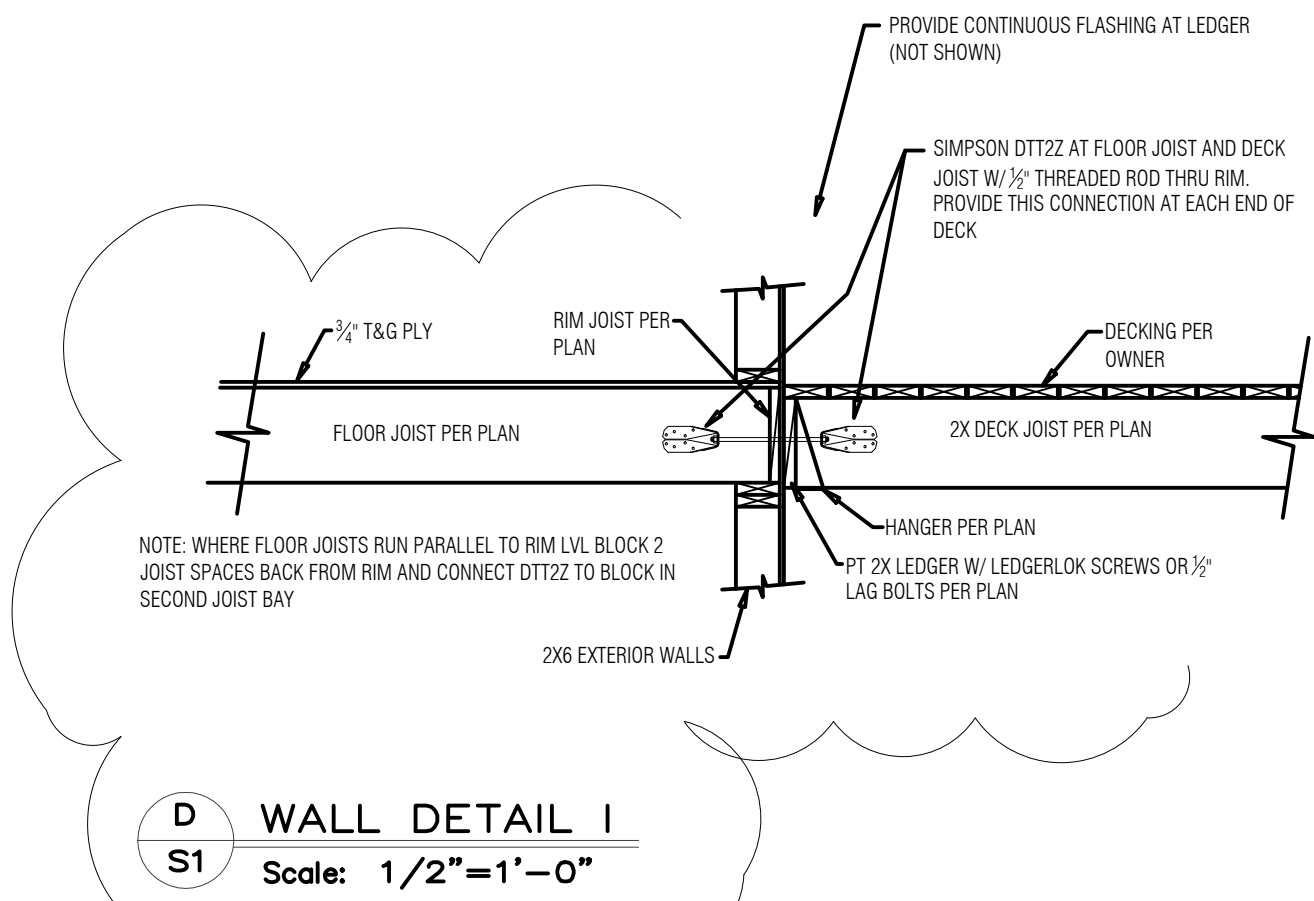 PROVIDE CONTINUOUS FLASHING AT LEDGER
(NOT SHOWN)
SIMPSON DTT2Z AT FLOOR JOIST AND DECK
JOIST W/ ½" THREADED ROD THRU RIM.
PROVIDE THIS CONNECTION AT EACH END OF
DECK
¾" T&G PLY
RIM JOIST PER
PLAN
DECKING PER
OWNER
FLOOR JOIST PER PLAN
2X DECK JOIST PER PLAN
HANGER PER PLAN
NOTE: WHERE FLOOR JOISTS RUN PARALLEL TO RIM LVL BLOCK 2
JOIST SPACES BACK FROM RIM AND CONNECT DTT2Z TO BLOCK IN
SECOND JOIST BAY
PT 2X LEDGER W/ LEDGERLOK SCREWS OR ½"
LAG BOLTS PER PLAN
2X6 EXTERIOR WALLS
D
S1
WALL DETAIL 1
Scale: 1/2"=1'-0"